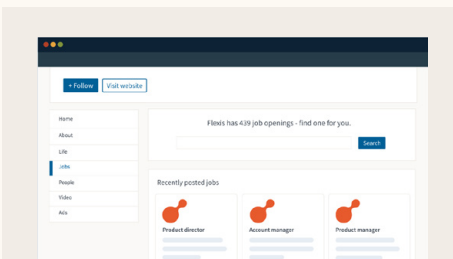 + Follow
Visit website
Home
About
Life
Jobs
People
Video
Ads
Flexis has 439 job openings - find one for you.
Search
Recently posted jobs
Product director
Account manager
Product manager